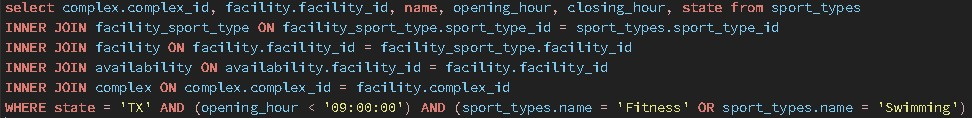 select complex.complex_id, facility.facility_id, name, opening_hour, closing_hour, state from sport_types
INNER JOIN facility_sport_type ON facility_sport_type.sport_type_id = sport_types.sport_type_id
INNER JOIN facility ON facility.facility_id = facility_sport_type.facility_id
INNER JOIN availability ON availability.facility_id = facility.facility_id
INNER JOIN complex ON complex.complex_id = facility.complex_id
WHERE state = 'TX' AND (opening_hour < '09:00:00') AND (sport_types.name = 'Fitness' OR sport_types.name = 'Swimming')